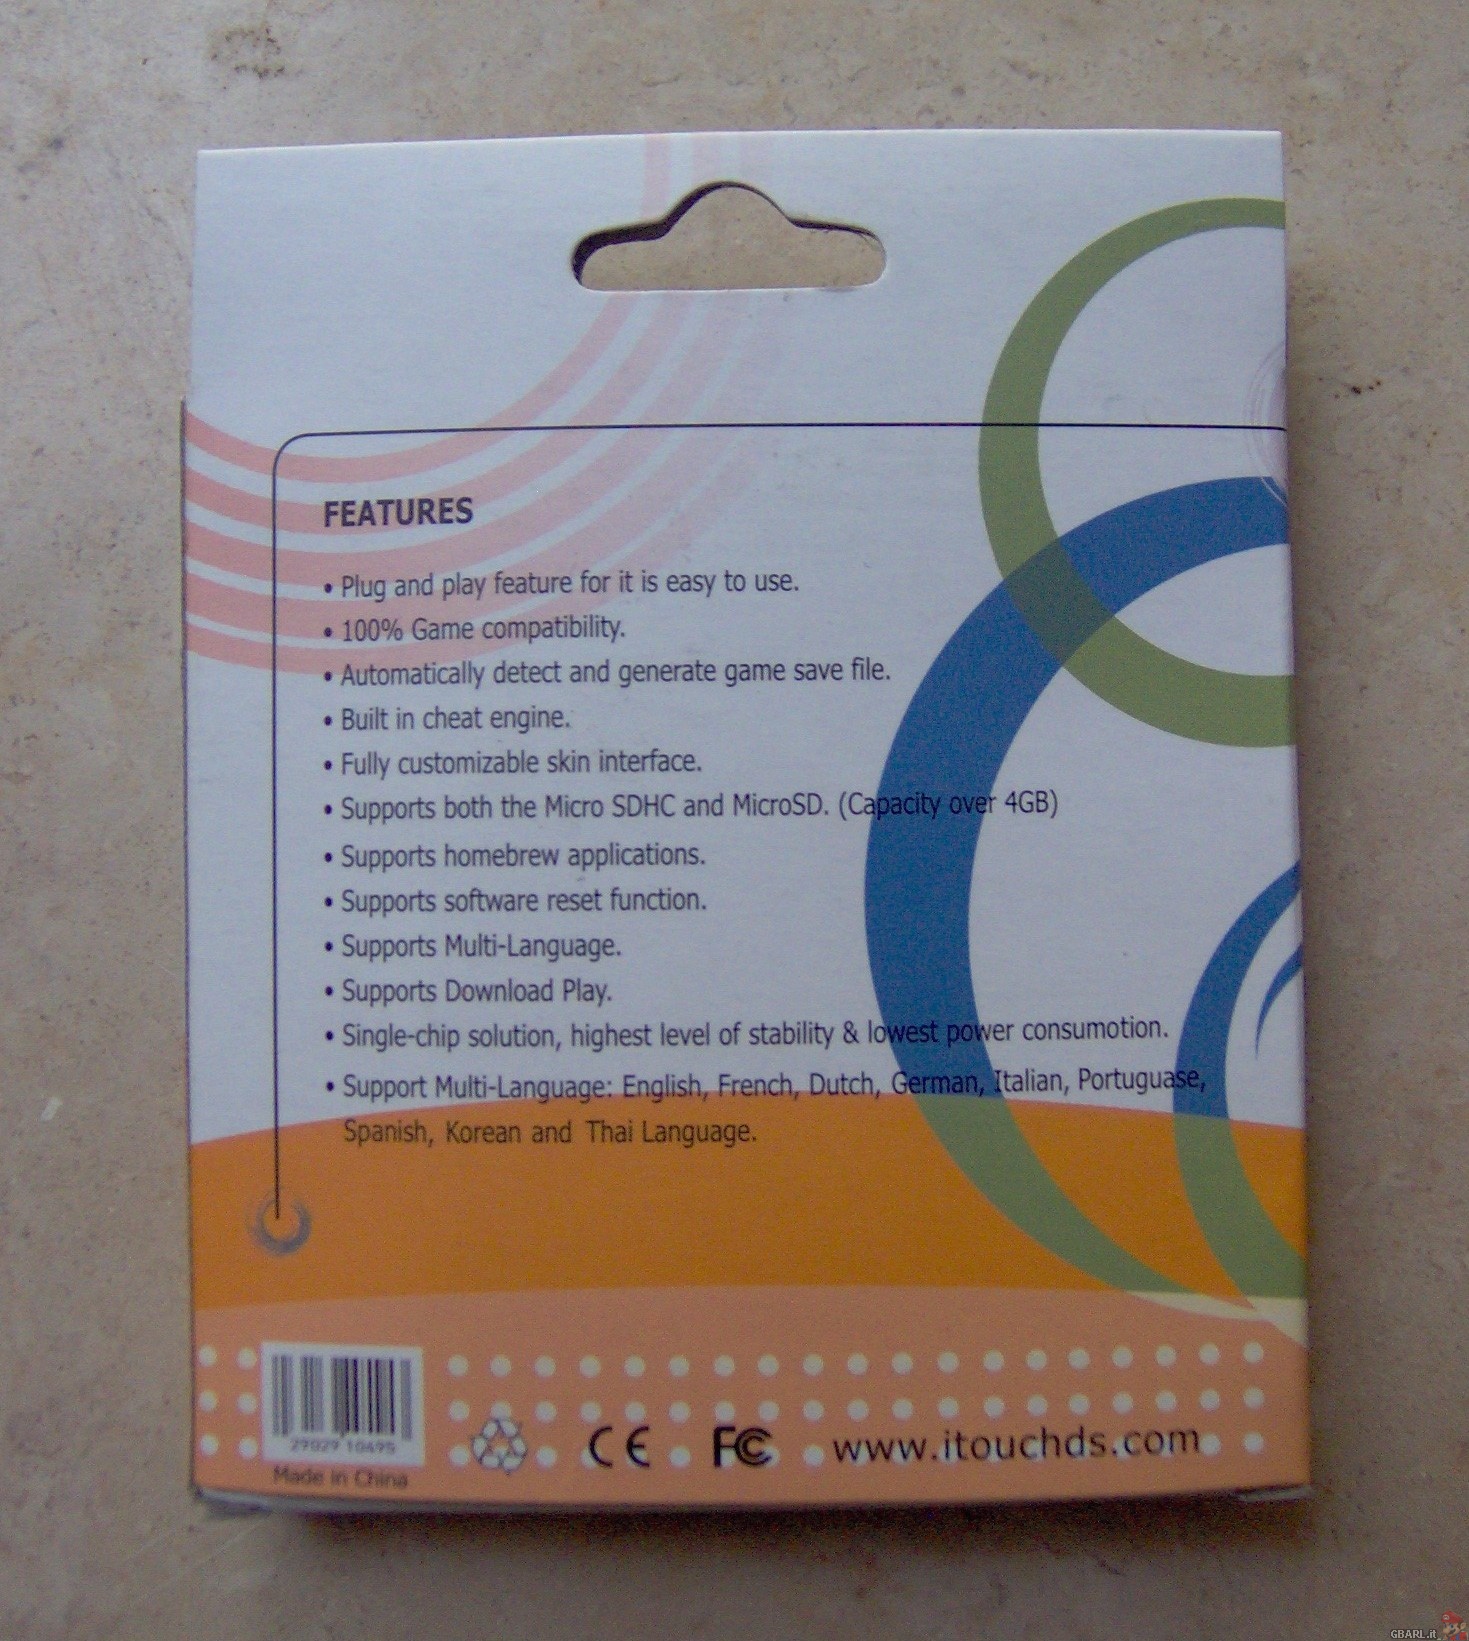 FEATURES
• Plug and play feature for it is easy to use.
• 100% Game compatibility.
• Automatically detect and generate game save file.
• Built in cheat engine.
• Fully customizable skin interface.
• Supports both the Micro SDHC and MicroSD. (Capacity over 4GB)
• Supports homebrew applications.
• Supports software reset function.
• Supports Multi-Language.
• Supports Download Play.
• Single-chip solution, highest level of stability & lowest power consumotion.
• Support Multi-Language: English, French, Dutch, German, Italian, Portuguase,
Spanish, Korean and Thai Language.
29029 10495
Made in China
CE FC www.itouchds.com
GBARL.it